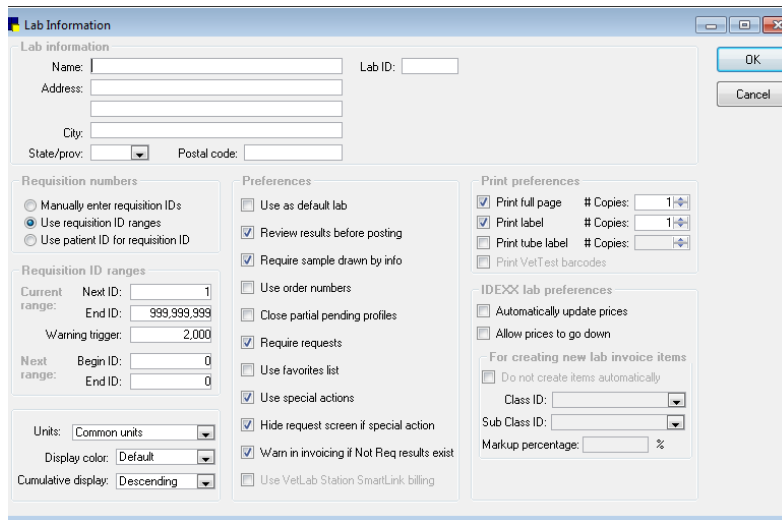 Lab Information
Lab information
Name:
Lab ID:
Address:
City:
State/prov:
Postal code:
OK
Cancel
Requisition numbers
Manually enter requisition IDs
Use requisition ID ranges
Use patient ID for requisition ID
Requisition ID ranges
Current range:
Next ID: 1
End ID: 999,999,999
Warning trigger: 2,000
Next range:
Begin ID: 0
End ID: 0
Units: Common units
Display color: Default
Cumulative display: Descending
Preferences
Use as default lab
Review results before posting
Require sample drawn by info
Use order numbers
Close partial pending profiles
Require requests
Use favorites list
Use special actions
Hide request screen if special action
Warn in invoicing if Not Req results exist
Use VetLab Station SmartLink billing
Print preferences
Print full page # Copies: 1
Print label # Copies: 1
Print tube label # Copies:
Print VetTest barcodes
IDEXX lab preferences
Automatically update prices
Allow prices to go down
For creating new lab invoice items
Do not create items automatically
Class ID:
Sub Class ID:
Markup percentage: %